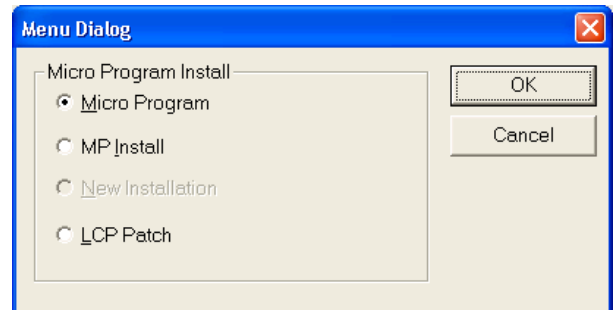 Menu Dialog
Micro Program Install
Micro Program
MP Install
New Installation
LCP Patch
OK
Cancel